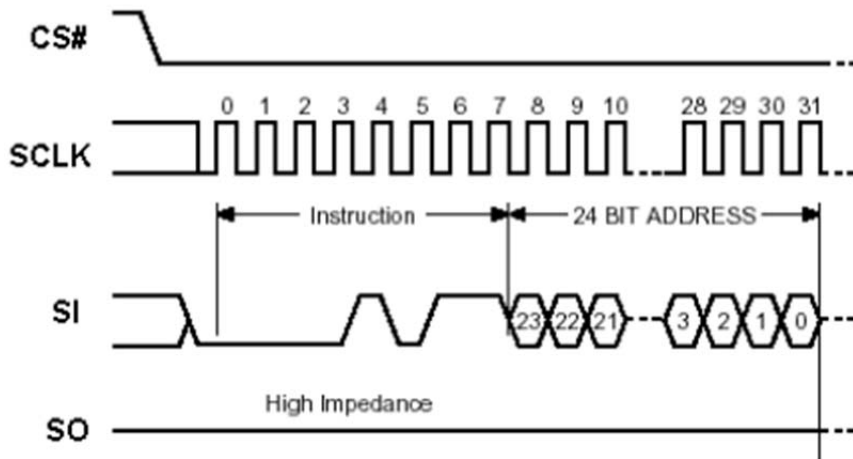 CS#
0 1 2 3 4 5 6 7 8 9 10 28 29 30 31
SCLK
Instruction 24 BIT ADDRESS
SI
23 22 21 3 2 1 0
High Impedance
SO